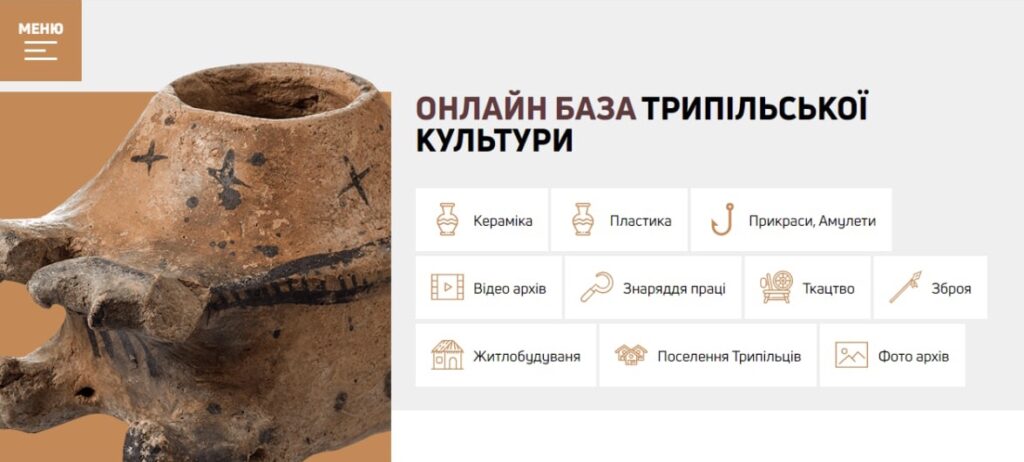 МЕНЮ
ОНЛАЙН БАЗА ТРИПІЛЬСЬКОЇ
КУЛЬТУРИ
Кераміка
Пластика
Прикраси, Амулети
Відео архів
Знаряддя праці
Ткацтво
Зброя
Житлобудуваня
Поселення Трипільців
Фото архів